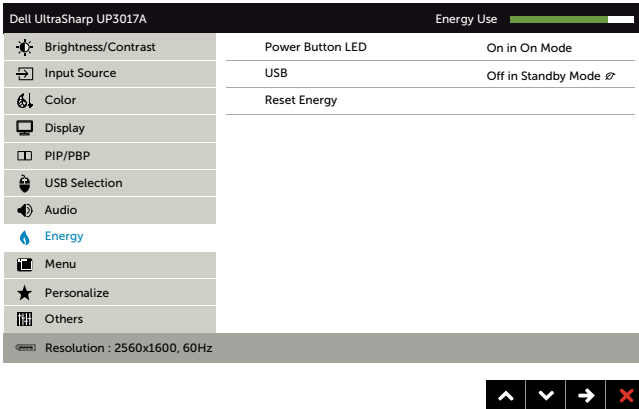 Dell UltraSharp UP3017A Energy Use
Brightness/Contrast Power Button LED On in On Mode
Input Source USB Off in Standby Mode
Color Reset Energy
Display
PIP/PBP
USB Selection
Audio
Energy
Menu
Personalize
Others
Resolution : 2560x1600, 60Hz